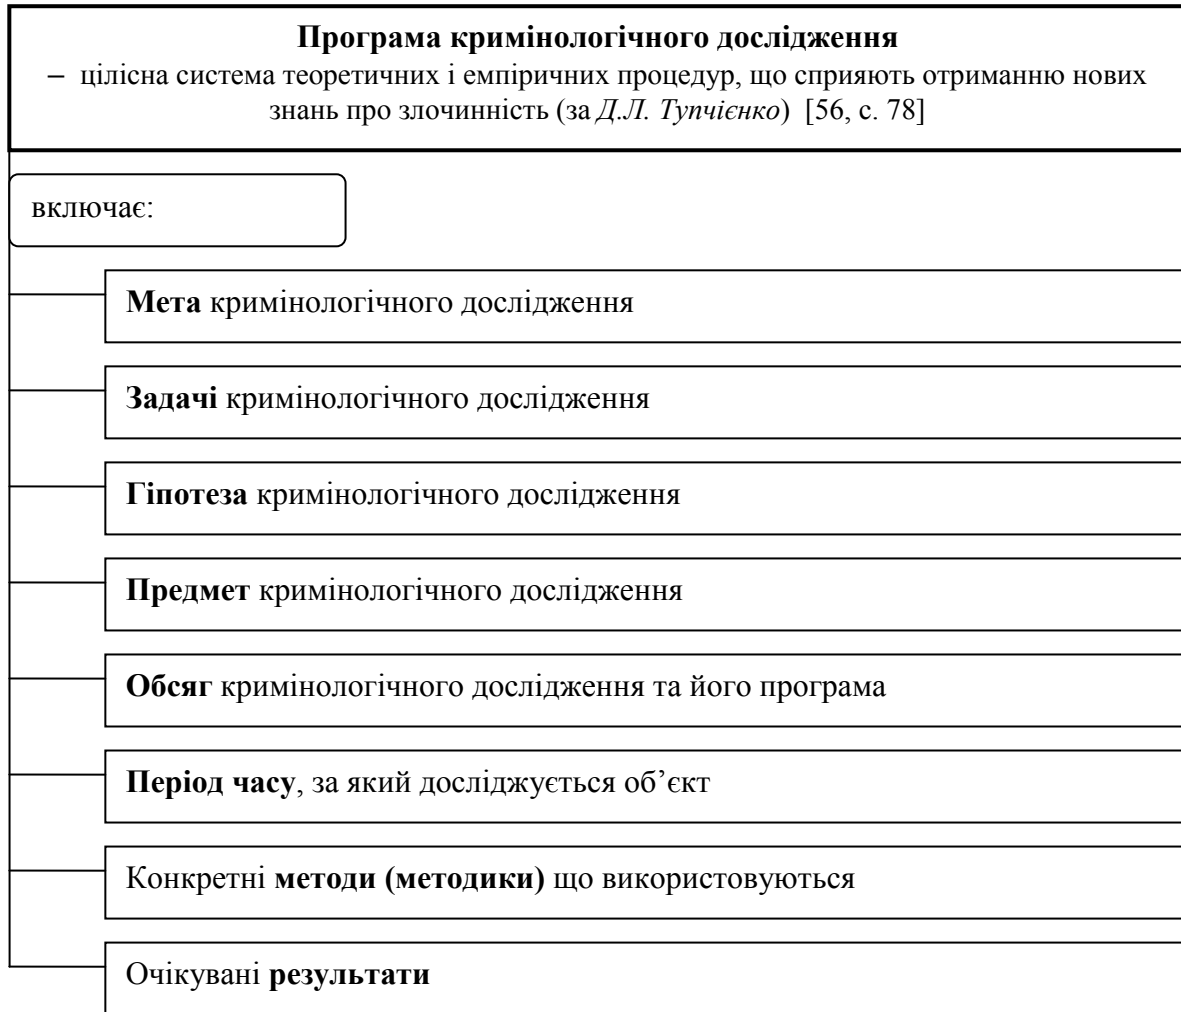 Програма кримінологічного дослідження
– цілісна система теоретичних і емпіричних процедур, що сприяють отриманню нових
знань про злочинність (за Д.Л. Тупчієнко) [56, с. 78]
включає:
Мета кримінологічного дослідження
Задачі кримінологічного дослідження
Гіпотеза кримінологічного дослідження
Предмет кримінологічного дослідження
Обсяг кримінологічного дослідження та його програма
Період часу, за який досліджується об’єкт
Конкретні методи (методики) що використовуються
Очікувані результати